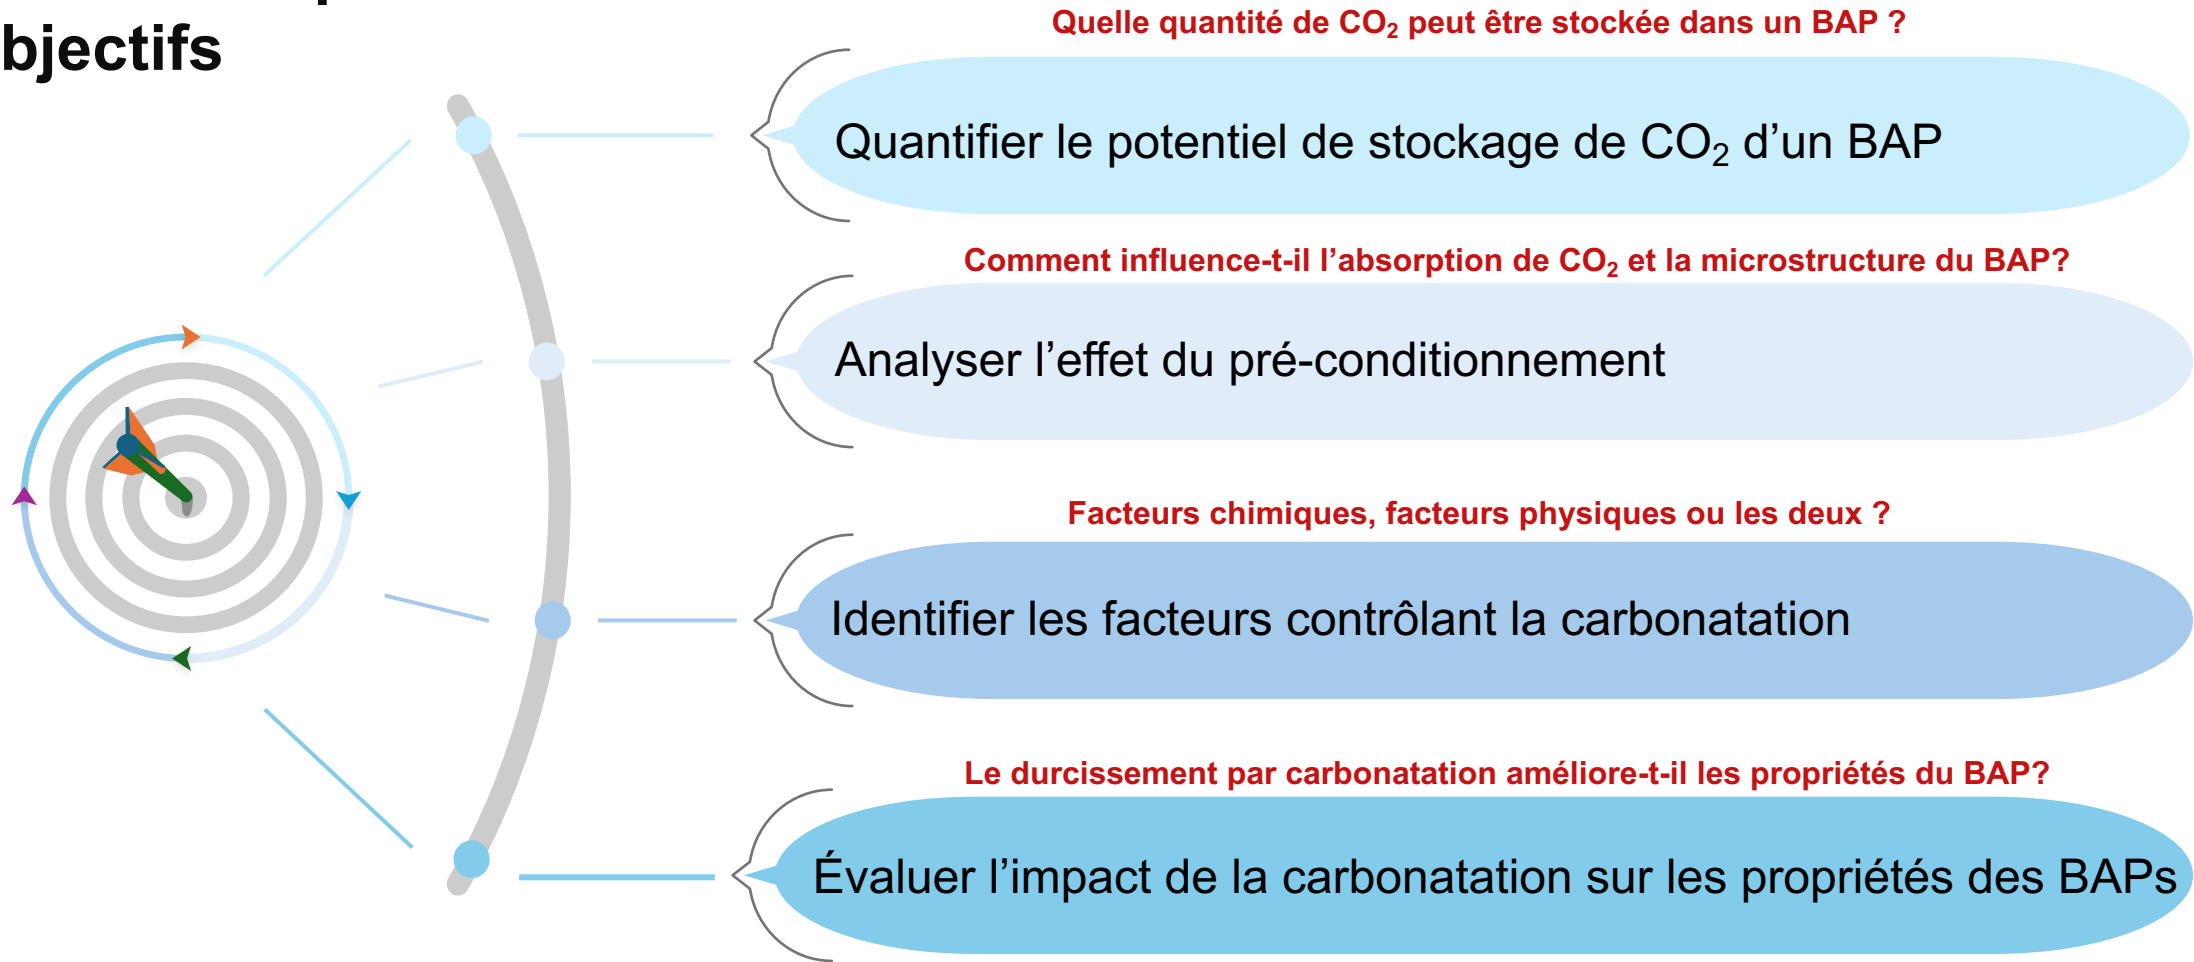 bjectifs
Quelle quantité de CO₂ peut être stockée dans un BAP ?
Quantifier le potentiel de stockage de CO₂ d’un BAP
Comment influence-t-il l’absorption de CO₂ et la microstructure du BAP?
Analyser l’effet du pré-conditionnement
Facteurs chimiques, facteurs physiques ou les deux ?
Identifier les facteurs contrôlant la carbonatation
Le durcissement par carbonatation améliore-t-il les propriétés du BAP?
Évaluer l’impact de la carbonatation sur les propriétés des BAPs